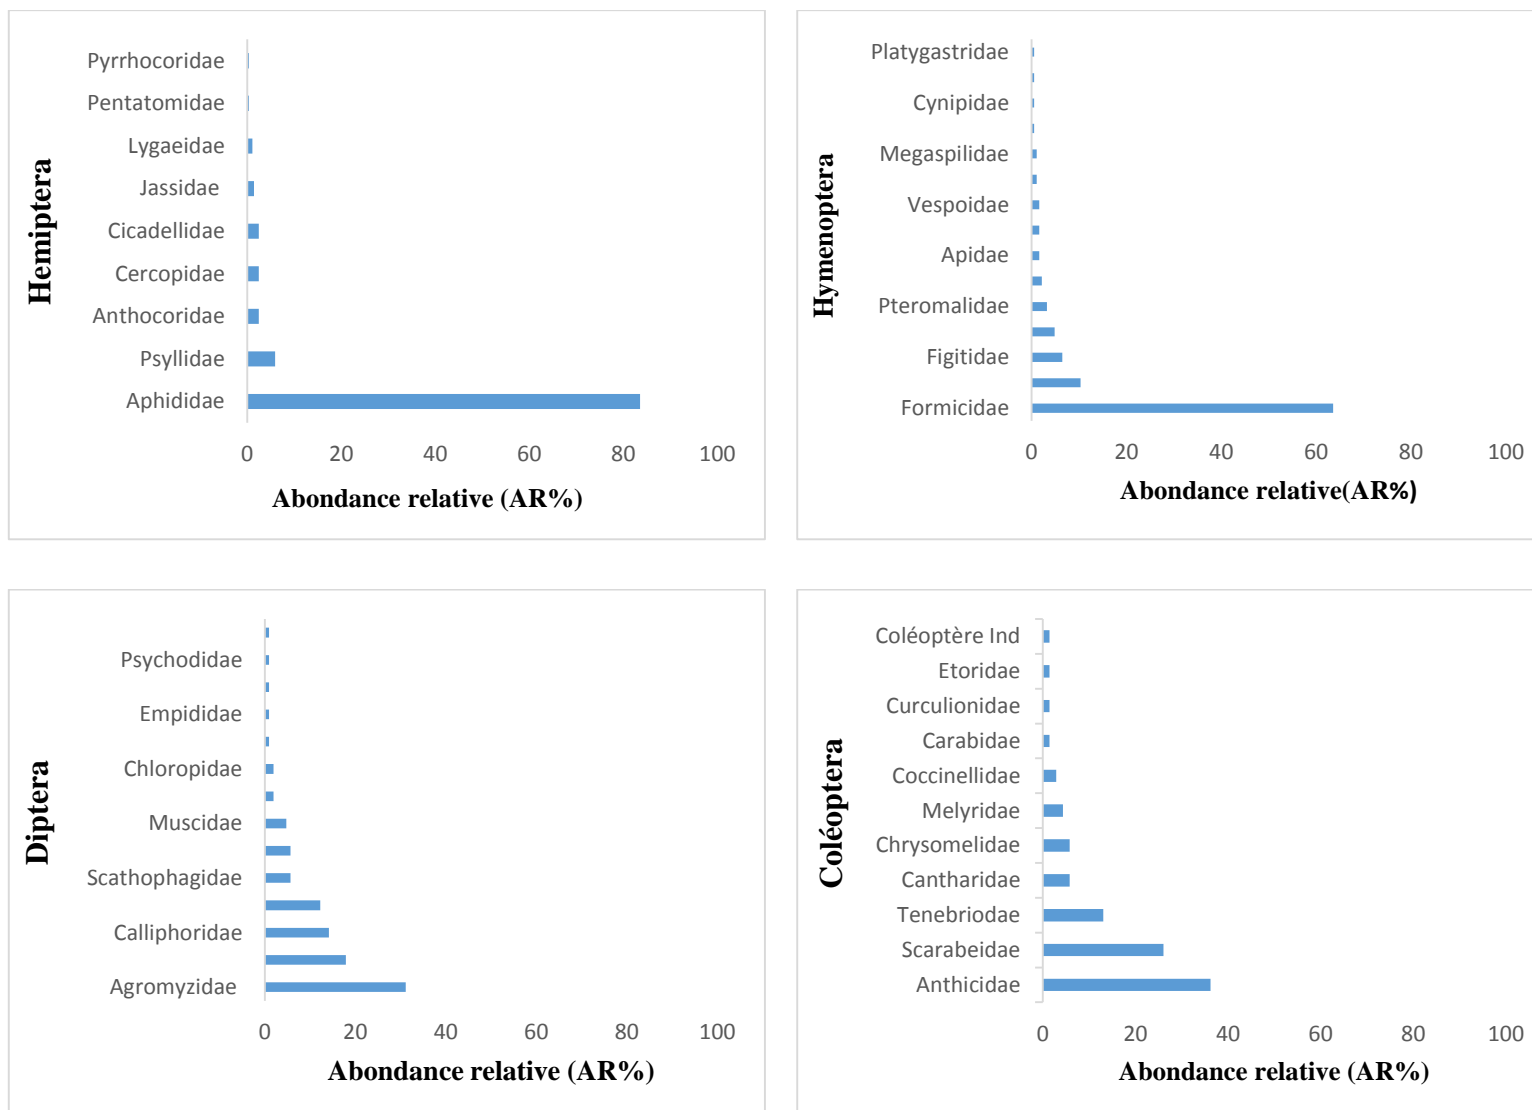 Hemiptera
Pyrrhocoridae
Pentatomidae
Lygaeidae
Jassidae
Cicadellidae
Cercopidae
Anthocoridae
Psyllidae
Aphididae
0 20 40 60 80 100
Abondance relative (AR%)
Hymenoptera
Platygastridae
Cynipidae
Megaspilidae
Vespoidae
Apidae
Pteromalidae
Figitidae
Formicidae
0 20 40 60 80 100
Abondance relative(AR%)
Diptera
Psychodidae
Empididae
Chloropidae
Muscidae
Scathophagidae
Calliphoridae
Agromyzidae
0 20 40 60 80 100
Abondance relative (AR%)
Coléoptera
Coléoptère Ind
Etoridae
Curculionidae
Carabidae
Coccinellidae
Melyridae
Chrysomelidae
Cantharidae
Tenebriodae
Scarabeidae
Anthicidae
0 20 40 60 80 100
Abondance relative (AR%)